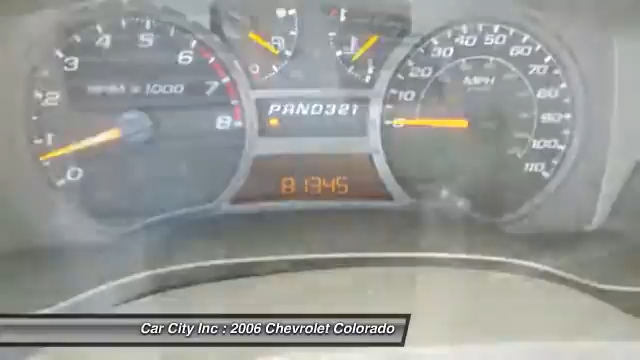 0 1 2 3 4 5 6 7 8
RPM x 1000
PRND321
81345
0 10 20 30 40 50 60 70 80 90 100 110
MPH
Car City Inc : 2006 Chevrolet Colorado